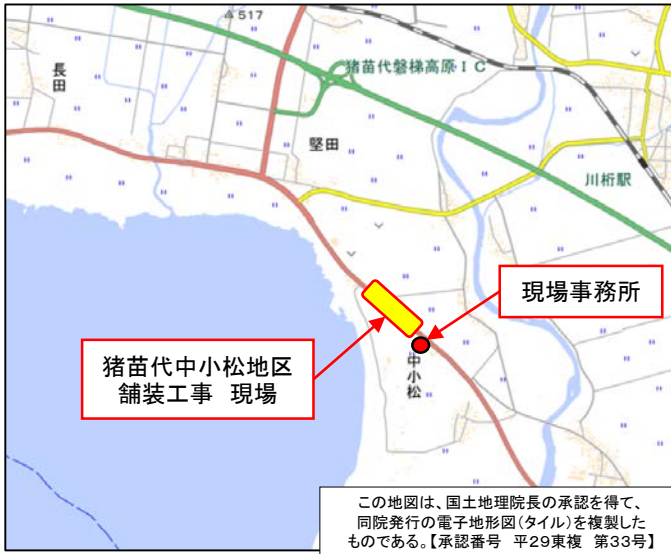 517
猪苗代磐梯高原IC
長田
堅田
川桁駅
現場事務所
猪苗代中小松地区
舗装工事 現場
中小松
この地図は、国土地理院長の承認を得て、
同院発行の電子地形図(タイル)を複製した
ものである。【承認番号 平29東複 第33号】